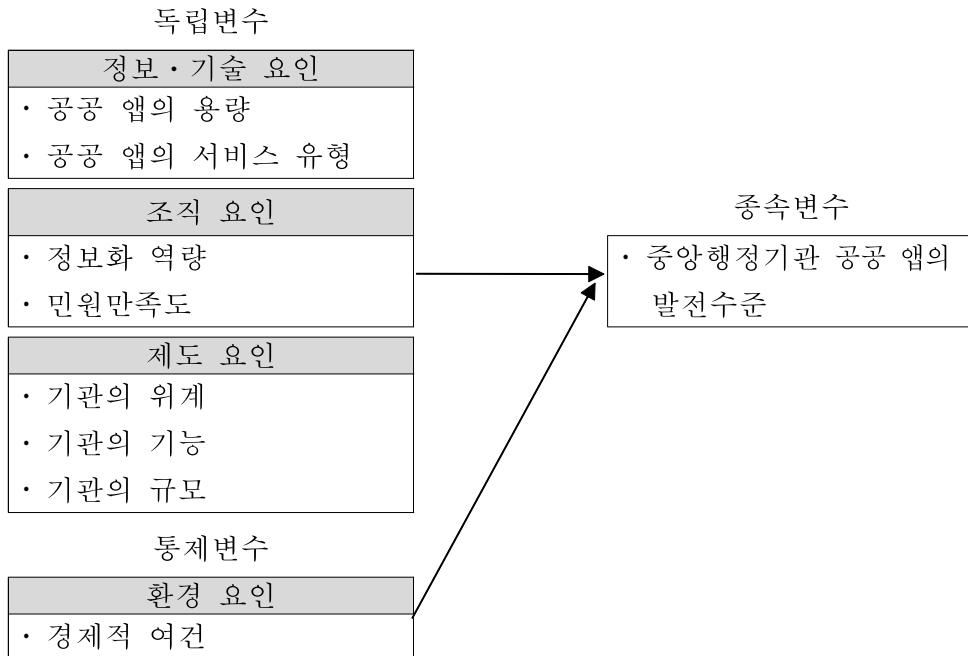 독립변수
정보·기술 요인
· 공공 앱의 용량
· 공공 앱의 서비스 유형
조직 요인
· 정보화 역량
· 민원만족도
제도 요인
· 기관의 위계
· 기관의 기능
· 기관의 규모
통제변수
환경 요인
· 경제적 여건
종속변수
· 중앙행정기관 공공 앱의
발전수준